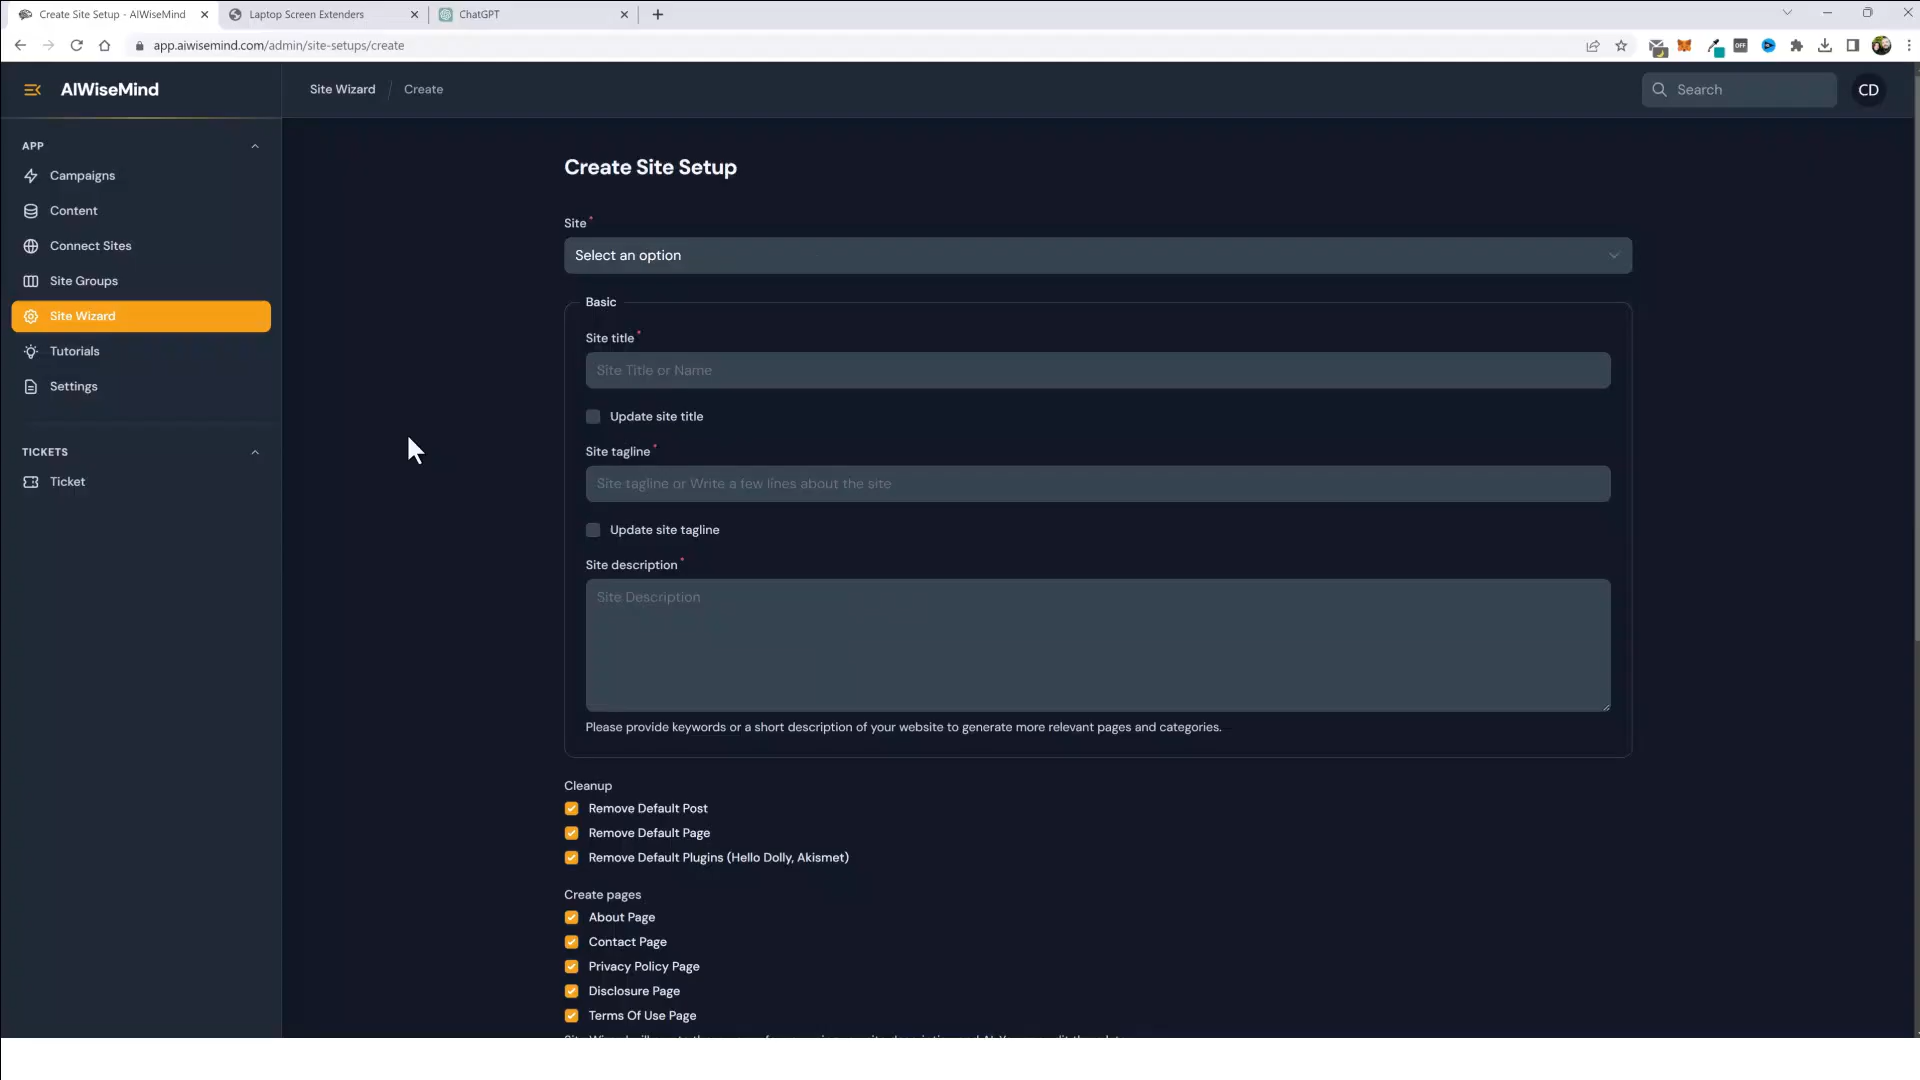 Create Site Setup - AIWiseMind
Laptop Screen Extenders
ChatGPT
app.aiwisemind.com/admin/site-setups/create
OFF
AIWiseMind
Site Wizard
Create
Search
CD
APP
Campaigns
Content
Connect Sites
Site Groups
Site Wizard
Tutorials
Settings
TICKETS
Ticket
Create Site Setup
Site*
Select an option
Basic
Site title*
Site Title or Name
Update site title
Site tagline*
Site tagline or Write a few lines about the site
Update site tagline
Site description*
Site Description
Please provide keywords or a short description of your website to generate more relevant pages and categories.
Cleanup
Remove Default Post
Remove Default Page
Remove Default Plugins (Hello Dolly, Akismet)
Create pages
About Page
Contact Page
Privacy Policy Page
Disclosure Page
Terms Of Use Page